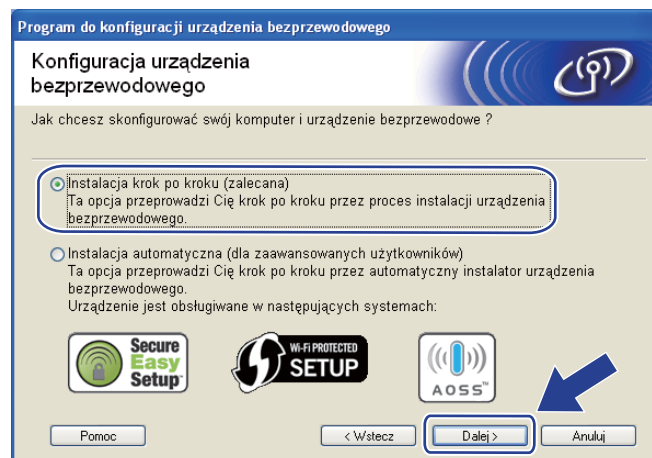 Program do konfiguracji urządzenia bezprzewodowego
Konfiguracja urządzenia
bezprzewodowego
Jak chcesz skonfigurować swój komputer i urządzenie bezprzewodowe ?
Instalacja krok po kroku (zalecana)
Ta opcja przeprowadzi Cię krok po kroku przez proces instalacji urządzenia
bezprzewodowego.
Instalacja automatyczna (dla zaawansowanych użytkowników)
Ta opcja przeprowadzi Cię krok po kroku przez automatyczny instalator urządzenia
bezprzewodowego.
Urządzenie jest obsługiwane w następujących systemach:
Secure
Easy
Setup
Wi-Fi PROTECTED
SETUP
AOSS™
Pomoc
< Wstecz
Dalej >
Anuluj